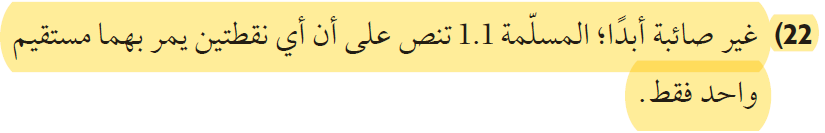 22) غير صائبة أبدًا؛ المسلّمة 1.1 تنص على أن أي نقطتين يمر بهما مستقيم
واحد فقط.